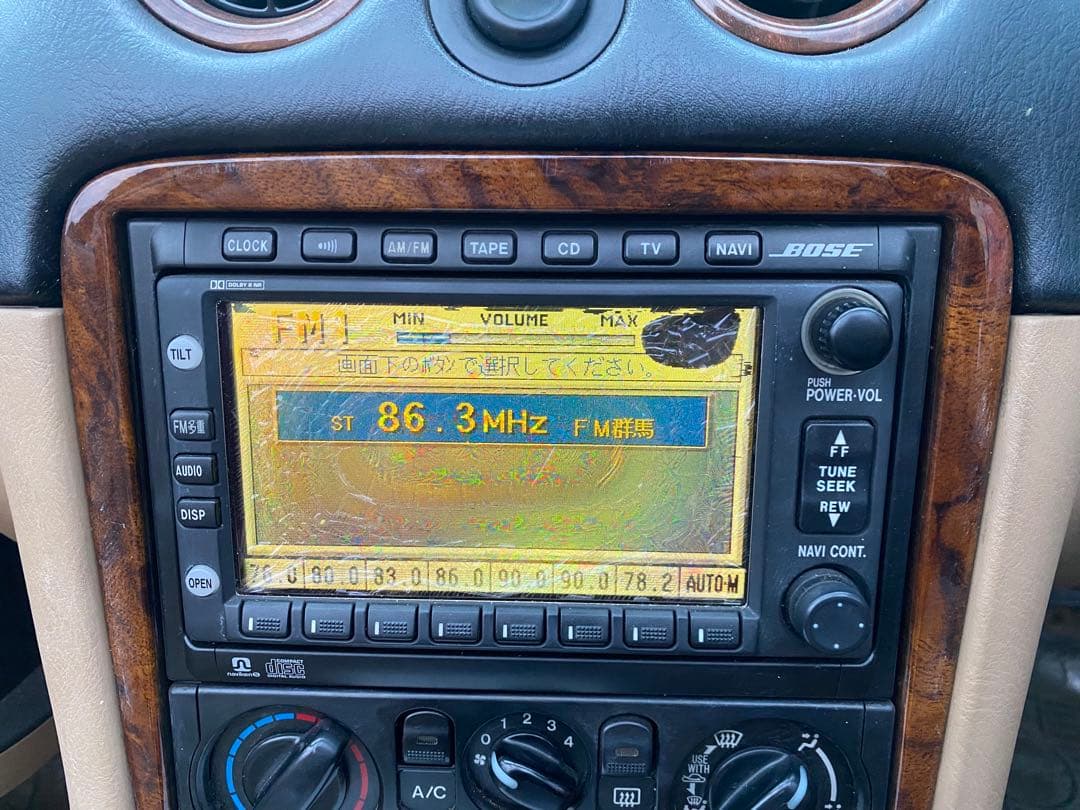 CLOCK AM/FM TAPE CD TV NAVI BOSE
DOLBY B NR
TILT
FM多重
AUDIO
DISP
OPEN
FM1 MIN VOLUME MAX
画面下のボタンで選択してください。
ST 86.3MHz FM群馬
76.0 80.0 83.0 86.0 90.0 90.0 78.2 AUTO-M
PUSH
POWER·VOL
FF
TUNE
SEEK
REW
NAVI CONT.
naviken
COMPACT
disc
DIGITAL AUDIO
0 1 2 3 4
A/C
USE
WITH